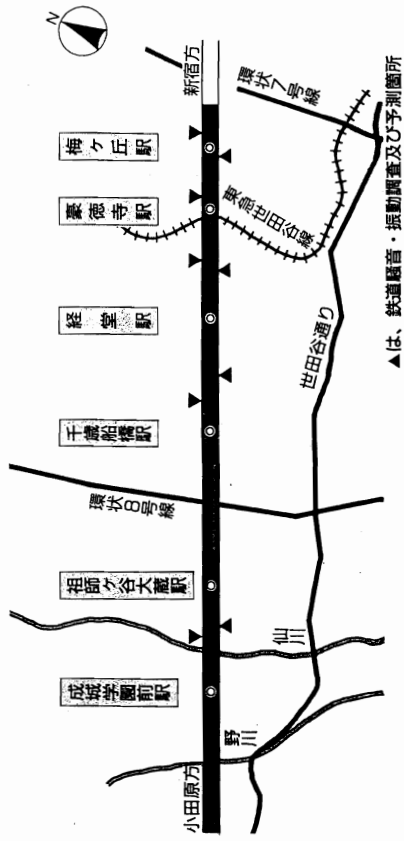 N
新宿方
環状7号線
梅ヶ丘駅
豪徳寺駅
東急世田谷線
経堂駅
世田谷通り
千歳船橋駅
環状8号線
祖師ヶ谷大蔵駅
仙川
成城学園前駅
野川
小田原方
▲は、鉄道騒音・振動調査及び予測箇所